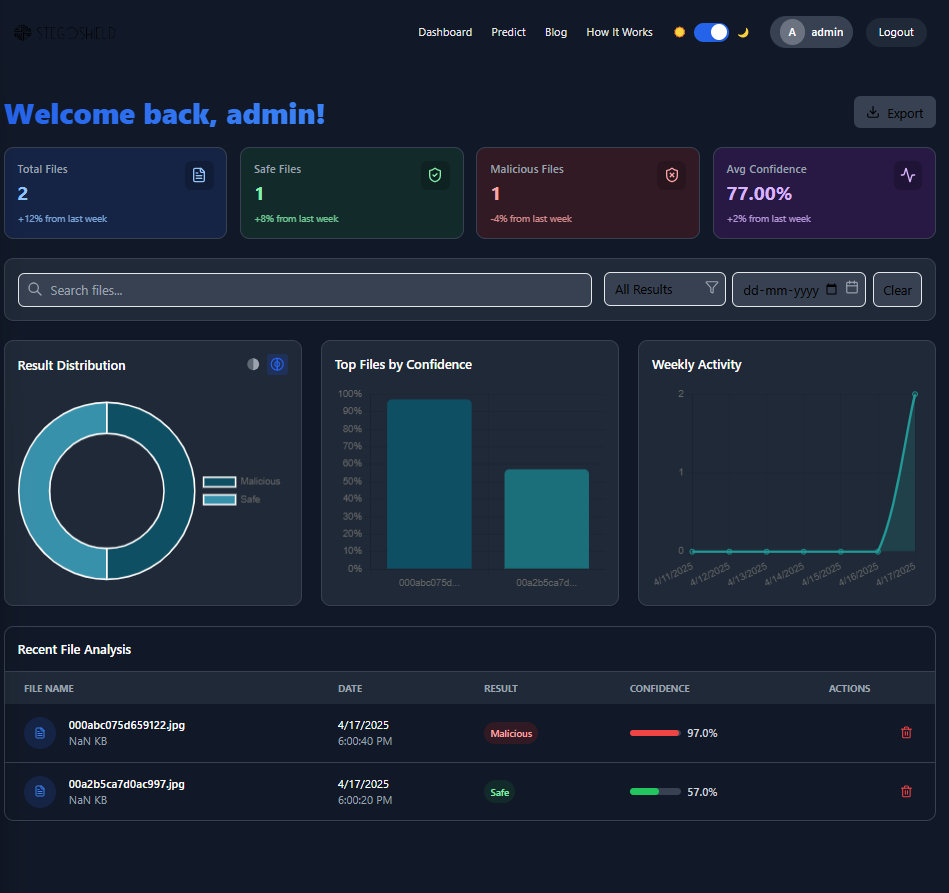 STEGOSHIELD
Dashboard Predict Blog How It Works A admin Logout
Welcome back, admin!
Export
Total Files
2
+12% from last week
Safe Files
1
+8% from last week
Malicious Files
1
-4% from last week
Avg Confidence
77.00%
+2% from last week
Search files...
All Results
dd-mm-yyyy
Clear
Result Distribution
Malicious
Safe
Top Files by Confidence
100%
90%
80%
70%
60%
50%
40%
30%
20%
10%
0%
000abc075d... 00a2b5ca7d...
Weekly Activity
2
1
0
4/11/2025 4/12/2025 4/13/2025 4/14/2025 4/15/2025 4/16/2025 4/17/2025
Recent File Analysis
FILE NAME DATE RESULT CONFIDENCE ACTIONS
000abc075d659122.jpg 4/17/2025
NaN KB 6:00:40 PM
Malicious 97.0%
00a2b5ca7d0ac997.jpg 4/17/2025
NaN KB 6:00:20 PM
Safe 57.0%